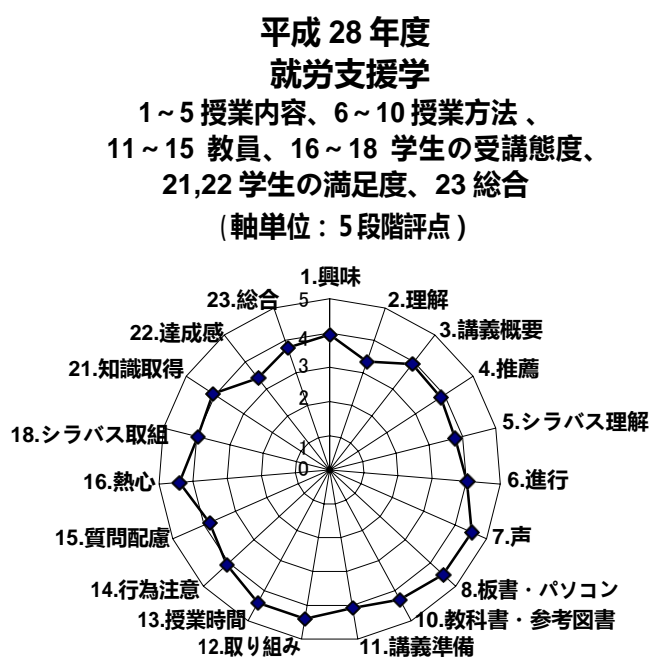 平成 28 年度
就労支援学
1～5 授業内容、6～10 授業方法 、
11～15 教員、16～18 学生の受講態度、
21,22 学生の満足度、23 総合
(軸単位：5 段階評点)
1.興味
23.総合
5
2.理解
22.達成感
4
3.講義概要
21.知識取得
3
4.推薦
2
18.シラバス取組
5.シラバス理解
1
0
16.熱心
6.進行
15.質問配慮
7.声
14.行為注意
8.板書・パソコン
13.授業時間
10.教科書・参考図書
12.取り組み
11.講義準備